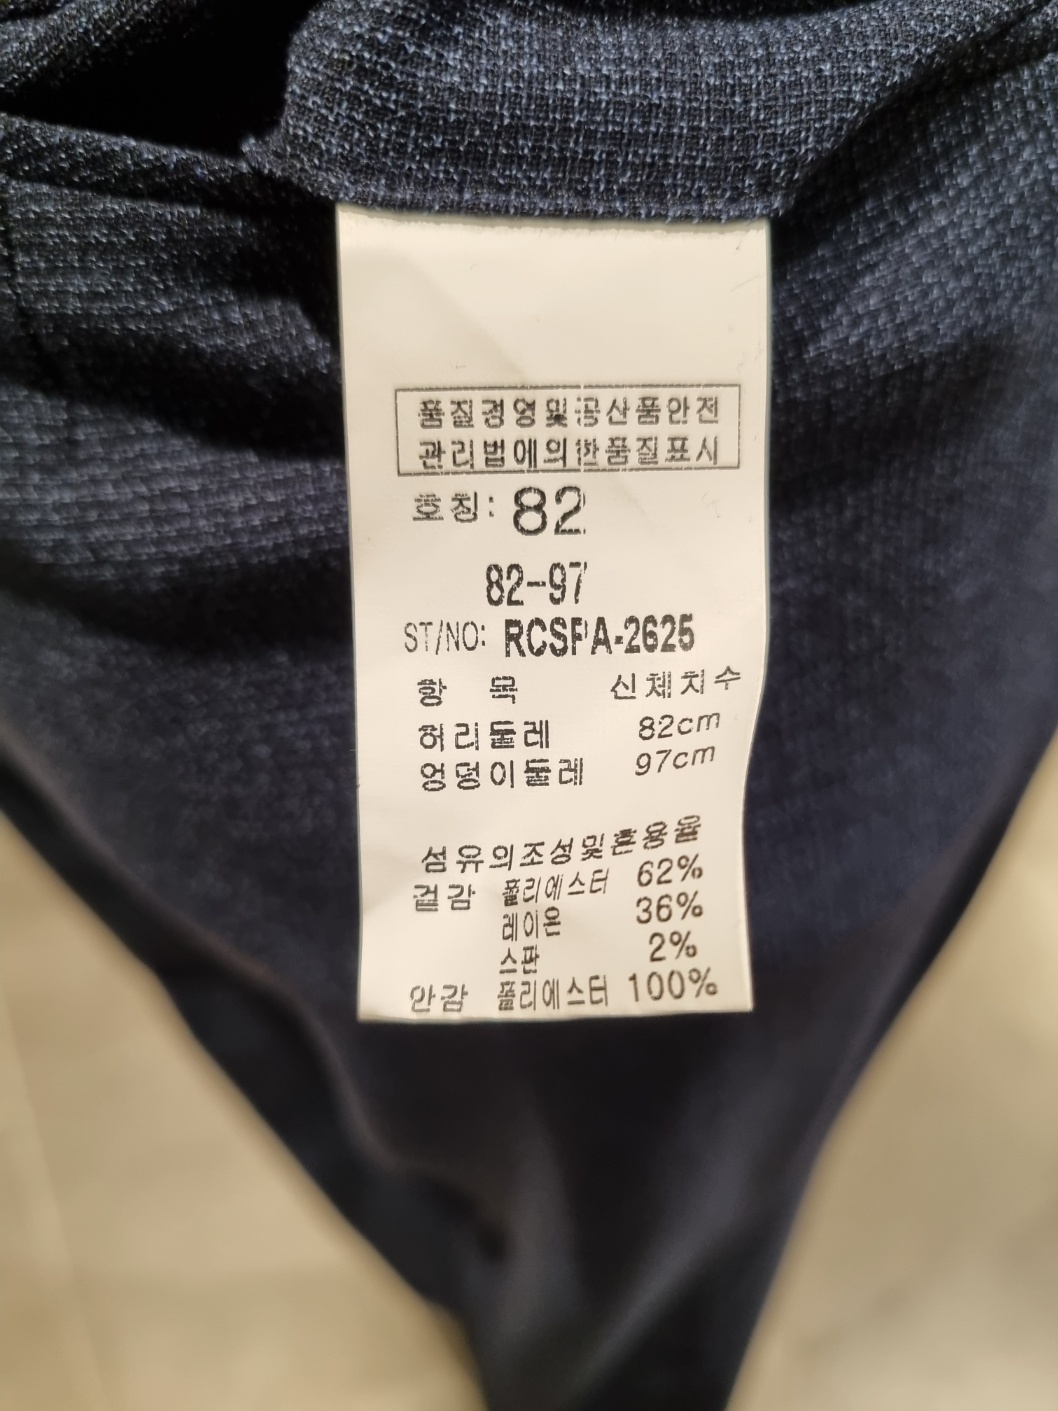 품질경영및공산품안전
관리법에의한품질표시
호칭: 82
82-97
ST/NO: RCSPA-2625
항 목 신체치수
허리둘레 82cm
엉덩이둘레 97cm
섬유의조성및혼용율
겉감 폴리에스터 62%
레이온 36%
스판 2%
안감 폴리에스터 100%